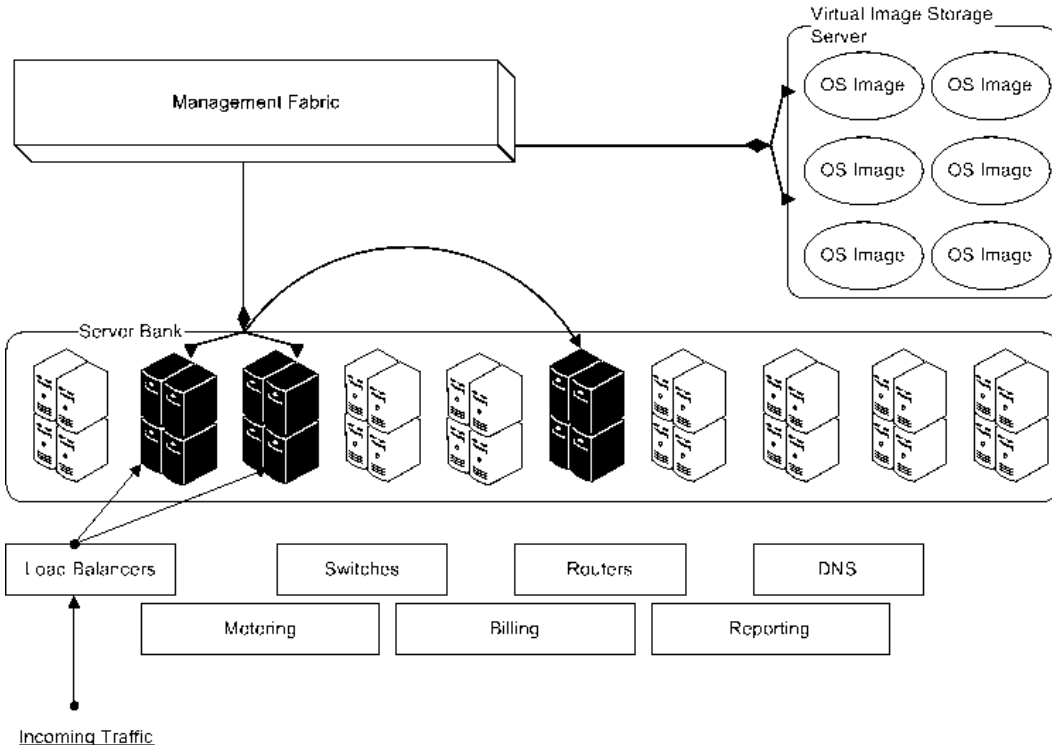 Virtual Image Storage
Server
Management Fabric
OS Image
OS Image
OS Image
OS Image
OS Image
OS Image
Server Bank
Load Balancers
Switches
Routers
DNS
Metering
Billing
Reporting
Incoming Traffic